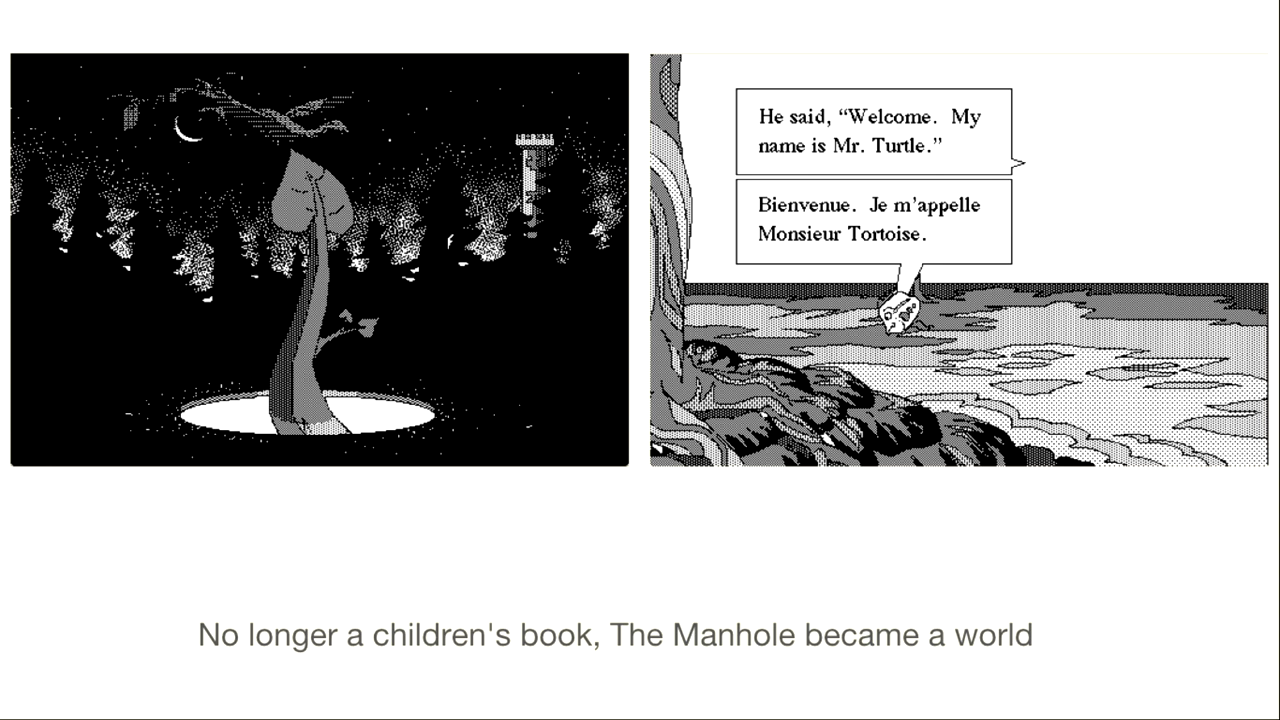 He said, “Welcome.  My
name is Mr. Turtle.”
Bienvenue.  Je m’appelle
Monsieur Tortoise.
No longer a children's book, The Manhole became a world